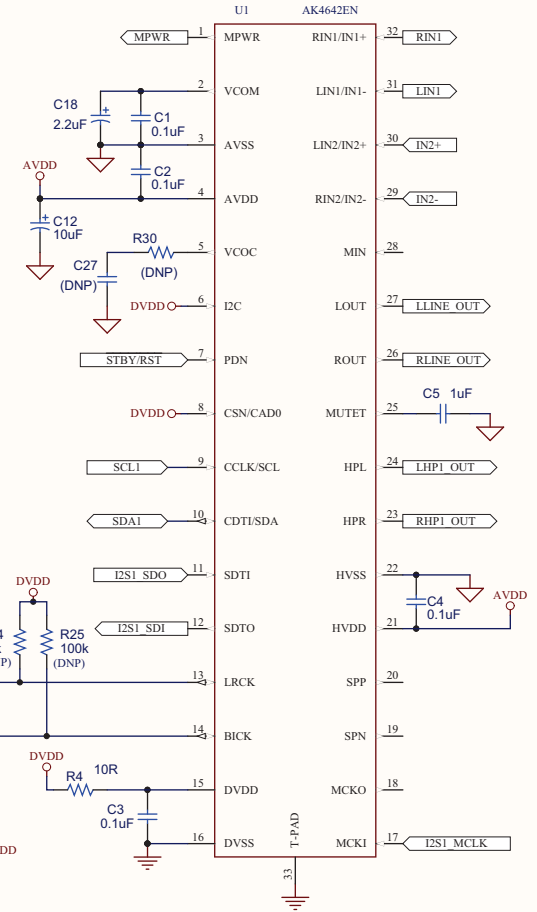 U1 AK4642EN
MPWR 1 MPWR RIN1/IN1+ 32 RIN1
2 VCOM LIN1/IN1- 31 LIN1
C18 + C1
2.2uF 0.1uF
3 AVSS LIN2/IN2+ 30 IN2+
C2
0.1uF
AVDD
4 AVDD RIN2/IN2- 29 IN2-
+ C12
10uF
R30
5 VCOC MIN 28
C27 (DNP)
(DNP)
DVDD 6 I2C LOUT 27 LLINE_OUT
STBY/RST 7 PDN ROUT 26 RLINE_OUT
C5 1uF
DVDD 8 CSN/CAD0 MUTET 25
SCL1 9 CCLK/SCL HPL 24 LHP1_OUT
SDA1 10 CDTI/SDA HPR 23 RHP1_OUT
I2S1_SDO 11 SDTI HVSS 22
DVDD
C4
0.1uF
AVDD
I2S1_SDI 12 SDTO HVDD 21
R25
100k
(DNP)
13 LRCK SPP 20
14 BICK SPN 19
DVDD
R4 10R
15 DVDD MCKO 18
C3
0.1uF
16 DVSS MCKI 17 I2S1_MCLK
T-PAD
33